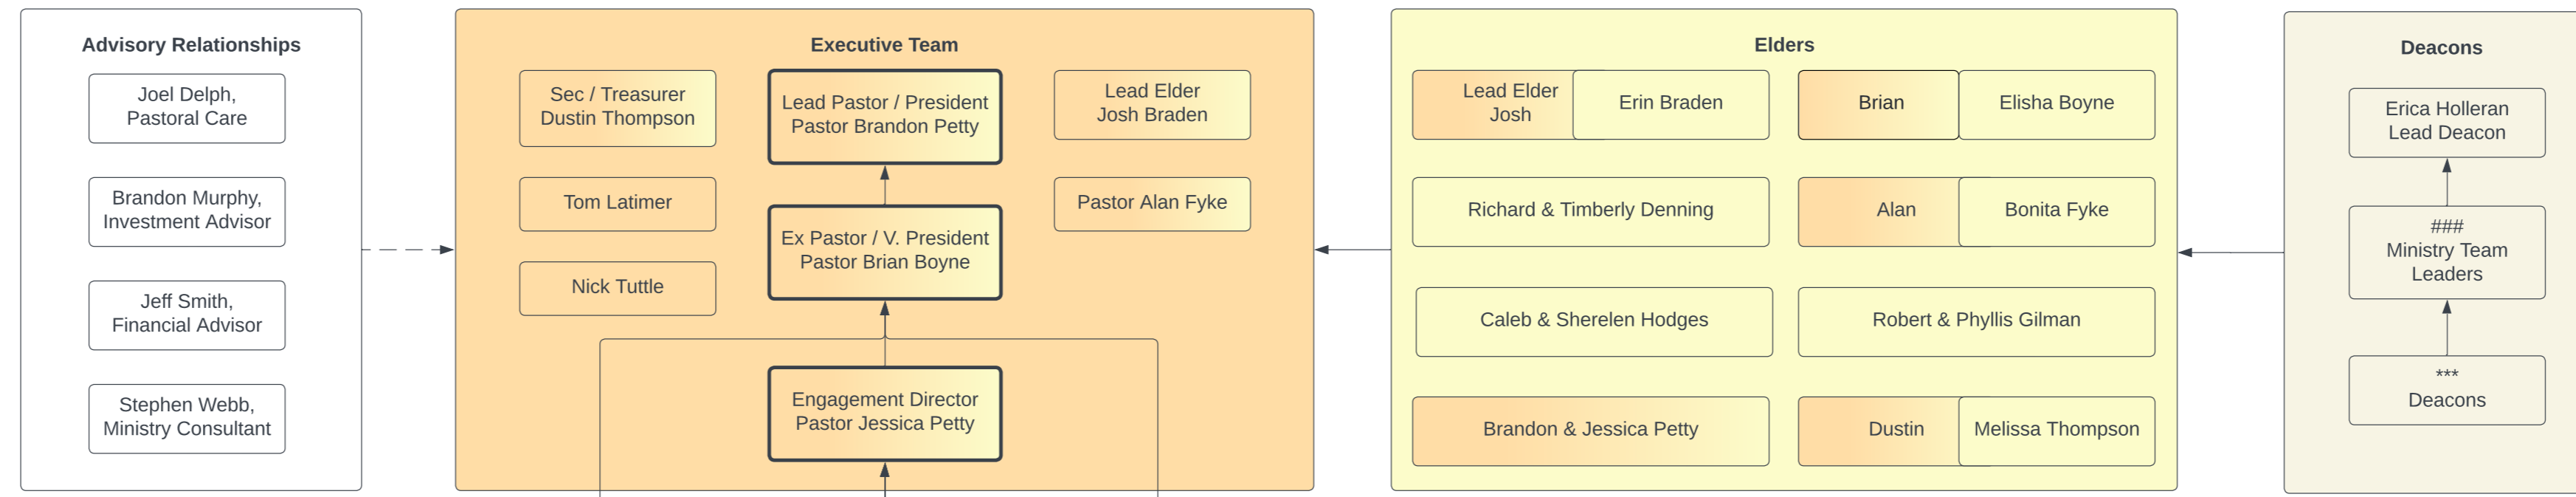 Advisory Relationships
Joel Delph,
Pastoral Care
Brandon Murphy,
Investment Advisor
Jeff Smith,
Financial Advisor
Stephen Webb,
Ministry Consultant
Executive Team
Sec / Treasurer
Dustin Thompson
Tom Latimer
Nick Tuttle
Lead Pastor / President
Pastor Brandon Petty
Ex Pastor / V. President
Pastor Brian Boyne
Engagement Director
Pastor Jessica Petty
Lead Elder
Josh Braden
Pastor Alan Fyke
Elders
Lead Elder
Josh
Erin Braden
Brian
Elisha Boyne
Richard & Timberly Denning
Alan
Bonita Fyke
Caleb & Sherelen Hodges
Robert & Phyllis Gilman
Brandon & Jessica Petty
Dustin
Melissa Thompson
Deacons
Erica Holleran
Lead Deacon
###
Ministry Team
Leaders
***
Deacons